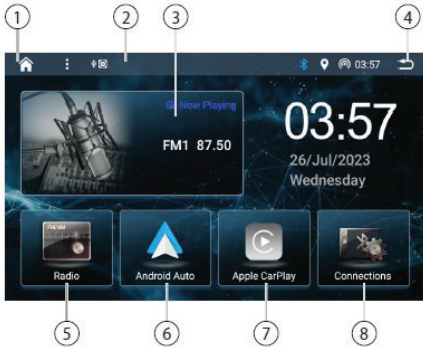 1 2 3 4
03:57
Now Playing
FM1 87.50
03:57
26/Jul/2023
Wednesday
FM/AM
Radio
Android Auto
Apple CarPlay
Connections
5 6 7 8